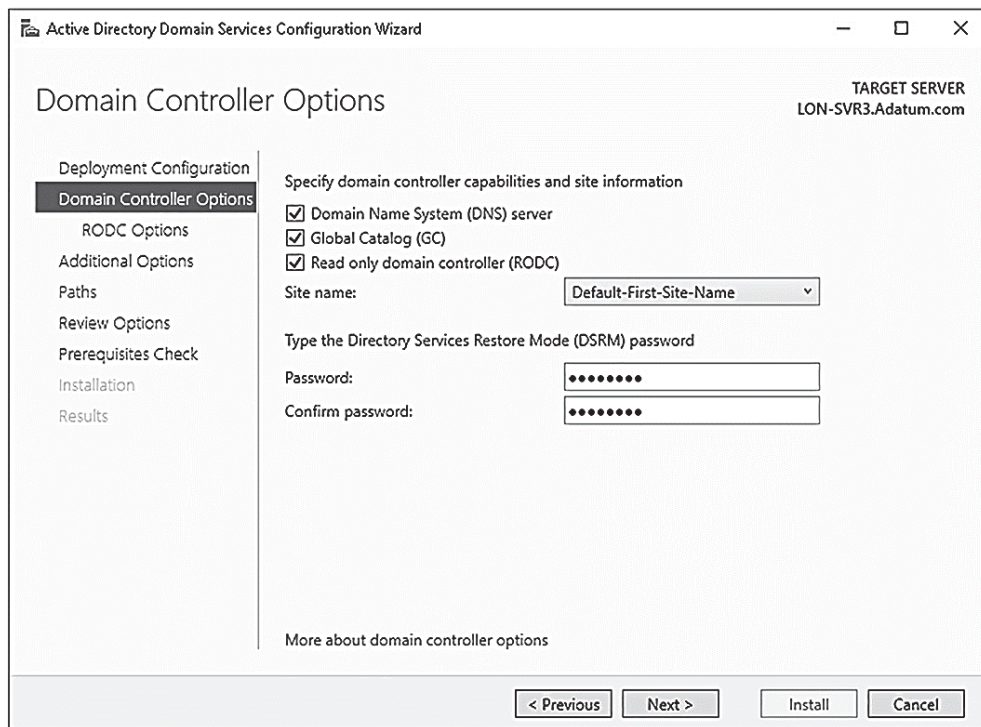 Active Directory Domain Services Configuration Wizard
Domain Controller Options
TARGET SERVER
LON-SVR3.Adatum.com
Deployment Configuration
Domain Controller Options
RODC Options
Additional Options
Paths
Review Options
Prerequisites Check
Installation
Results
Specify domain controller capabilities and site information
Domain Name System (DNS) server
Global Catalog (GC)
Read only domain controller (RODC)
Site name: Default-First-Site-Name
Type the Directory Services Restore Mode (DSRM) password
Password: ●●●●●●●●
Confirm password: ●●●●●●●●
More about domain controller options
< Previous Next > Install Cancel